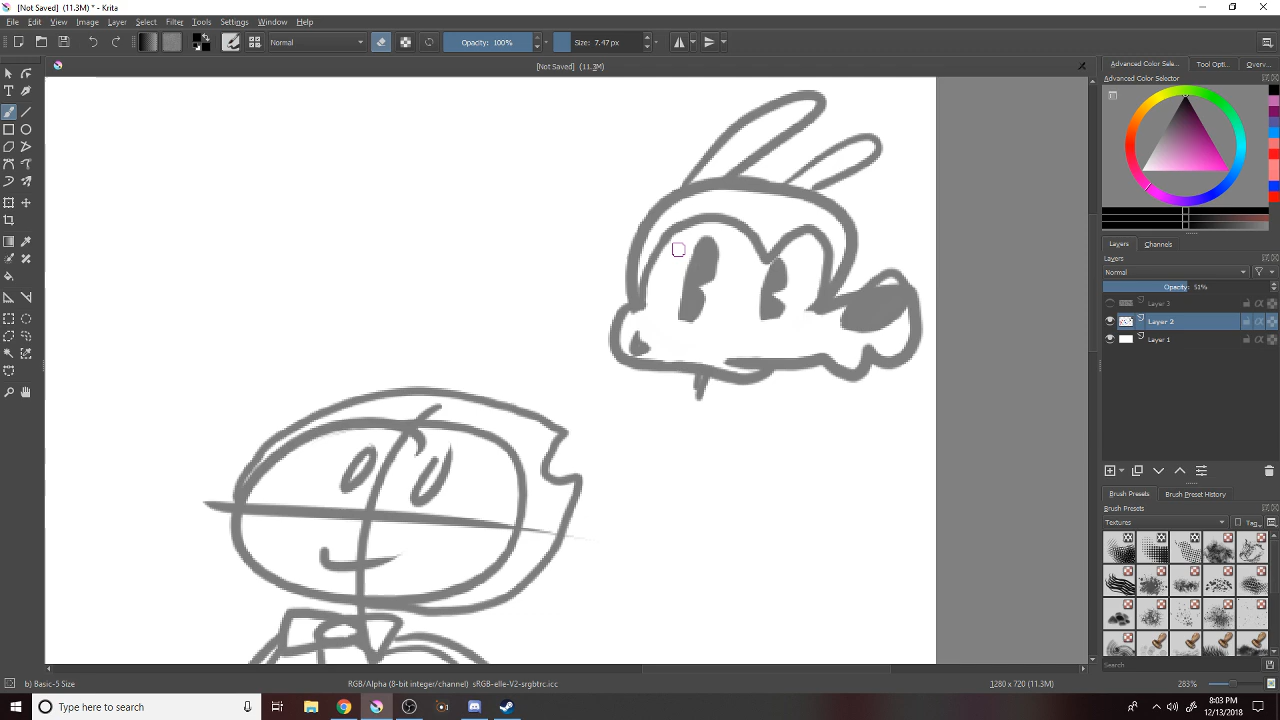 [Not Saved] (11.3M) * - Krita
File Edit View Image Layer Select Filter Tools Settings Window Help
Normal Opacity: 100% Size: 7.47 px
[Not Saved] (11.3M) Advanced Color Sele... Tool Opti... Overv...
Advanced Color Selector
Layers Channels
Layers
Normal
Opacity: 51%
Layer 3
Layer 2
Layer 1
Brush Presets Brush Preset History
Brush Presets
Textures Tag
Search
b) Basic-5 Size RGB/Alpha (8-bit integer/channel) sRGB-elle-V2-srgbtrc.icc 1280 x 720 (11.3M) 283%
Type here to search 8:03 PM
12/13/2018